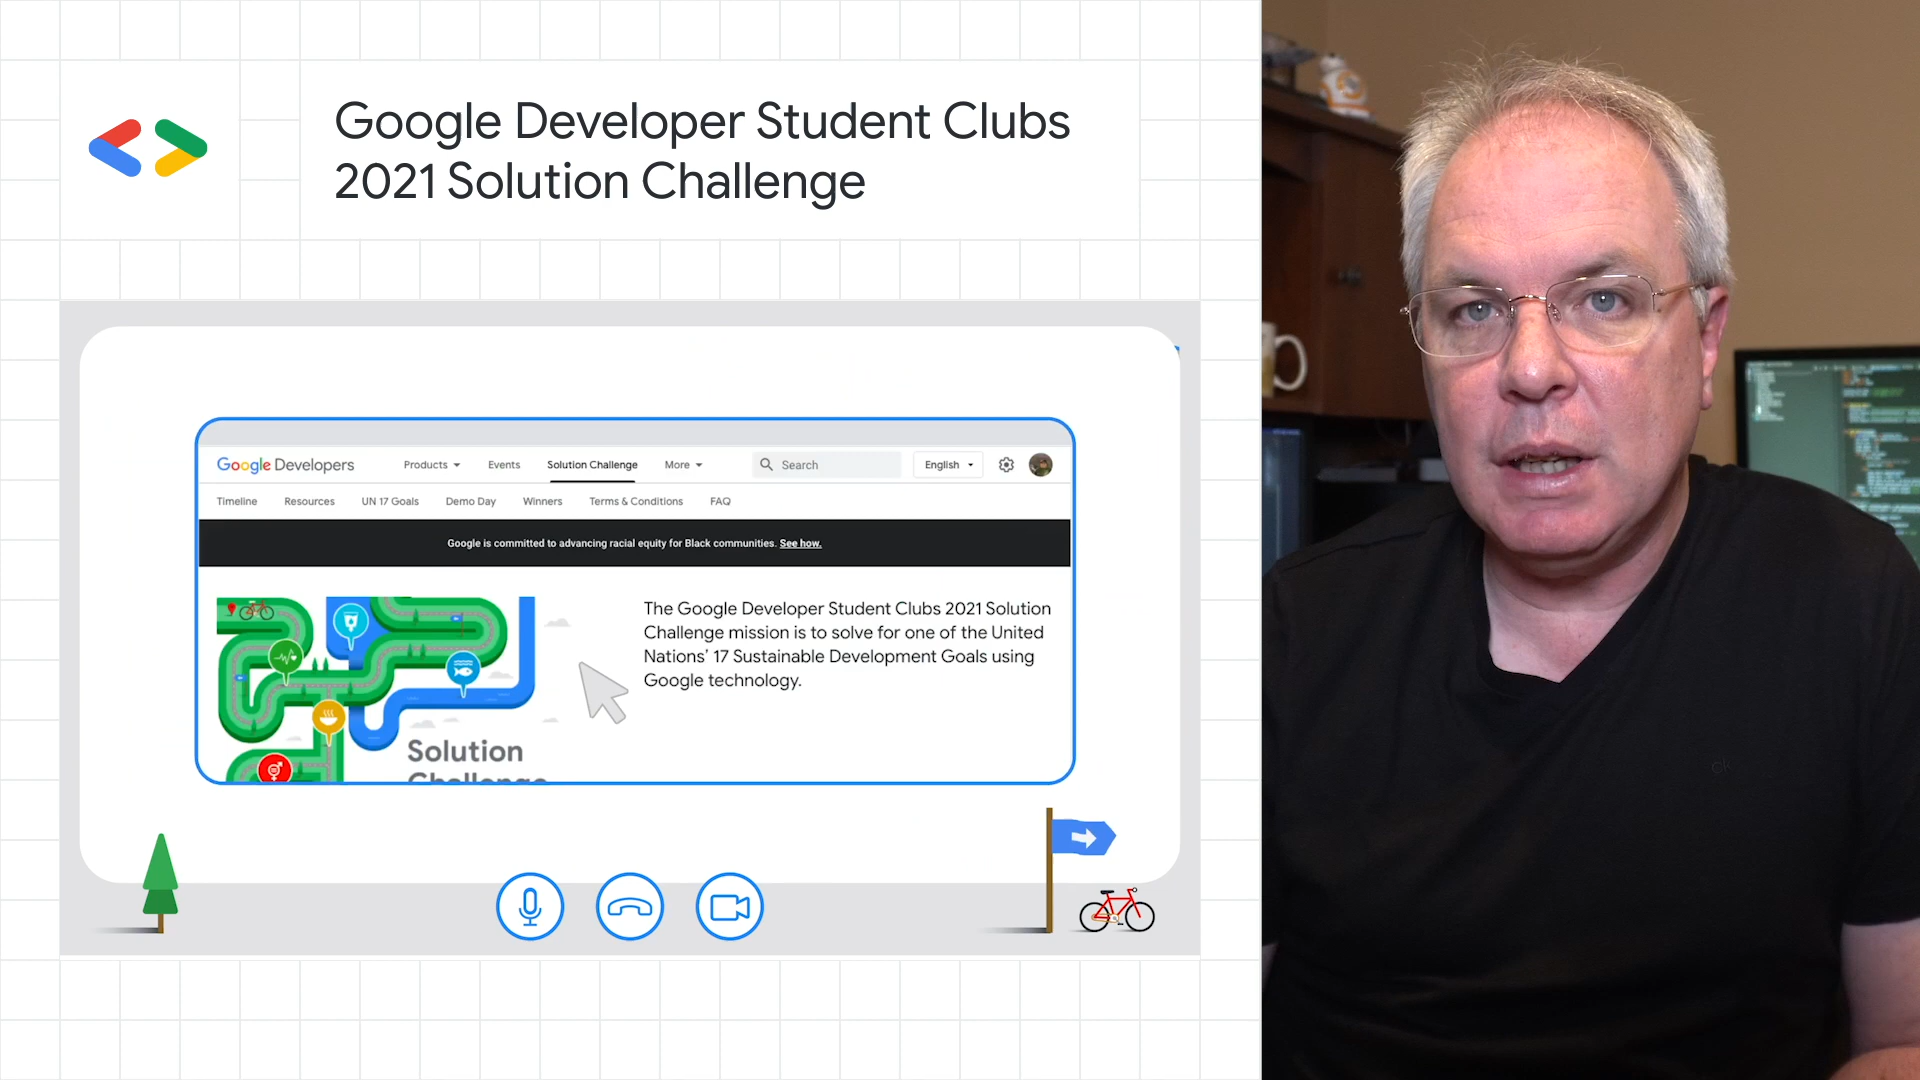 Google Developer Student Clubs
2021 Solution Challenge
Google Developers
Products
Events
Solution Challenge
More
Search
English
Timeline
Resources
UN 17 Goals
Demo Day
Winners
Terms & Conditions
FAQ
Google is committed to advancing racial equity for Black communities. See how.
The Google Developer Student Clubs 2021 Solution
Challenge mission is to solve for one of the United
Nations' 17 Sustainable Development Goals using
Google technology.
Solution
Challenge